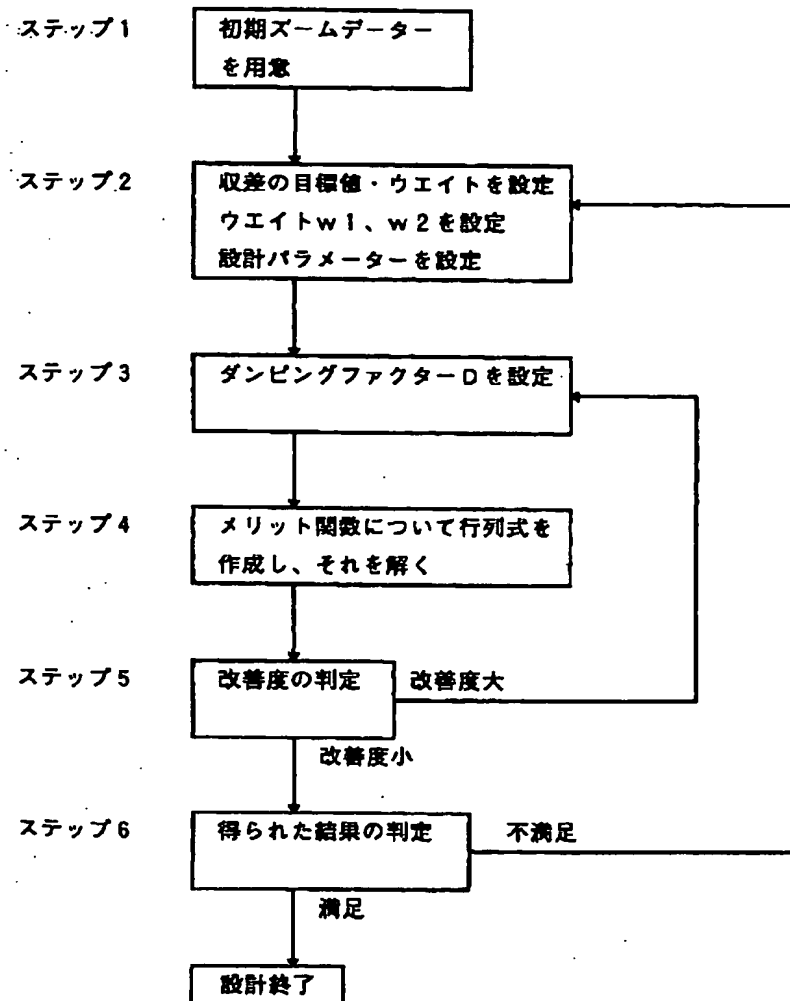 ステップ1
初期ズームデーター
を用意
ステップ2
収差の目標値・ウエイトを設定
ウエイトw1、w2を設定
設計パラメーターを設定
ステップ3
ダンピングファクターDを設定
ステップ4
メリット関数について行列式を
作成し、それを解く
ステップ5
改善度の判定
改善度大
改善度小
ステップ6
得られた結果の判定
不満足
満足
設計終了